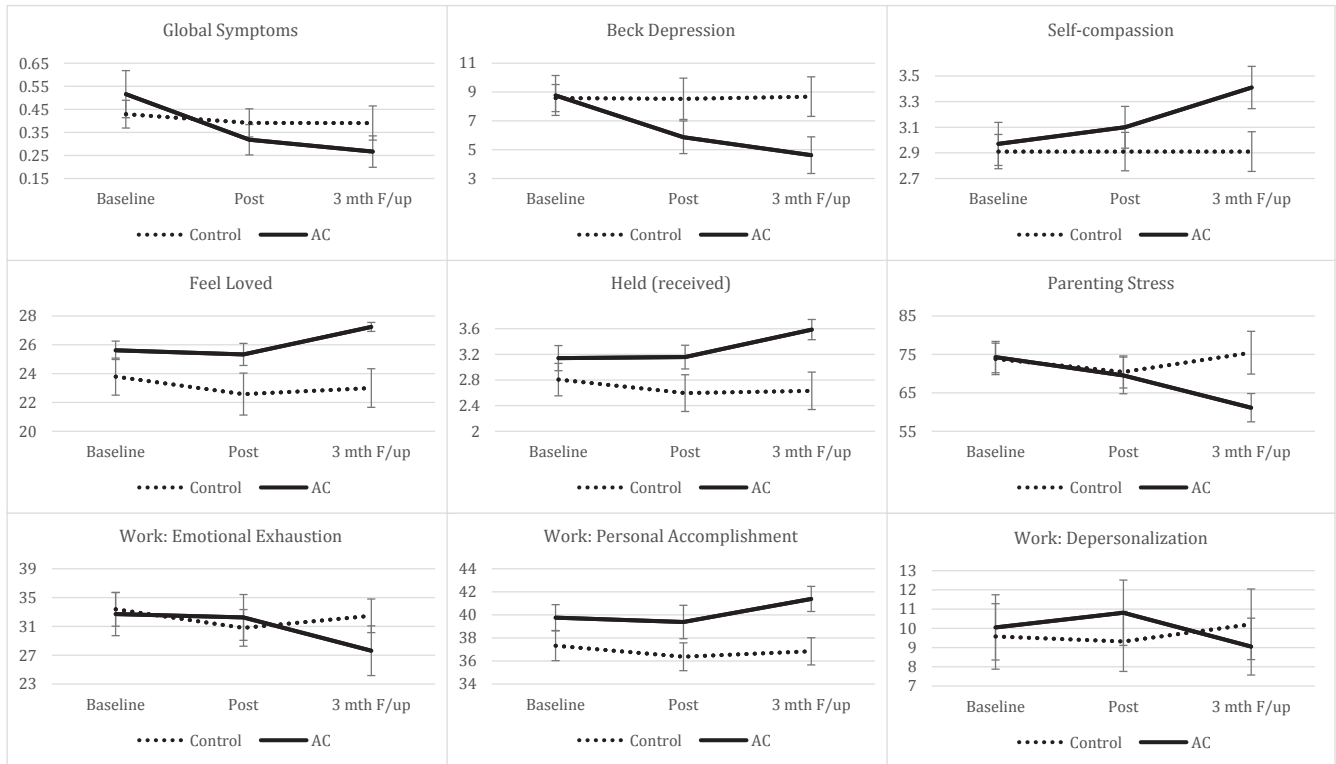 Global Symptoms
0.65
0.55
0.45
0.35
0.25
0.15
Baseline Post 3 mth F/up
Control AC
Beck Depression
11
9
7
5
3
Baseline Post 3 mth F/up
Control AC
Self-compassion
3.5
3.3
3.1
2.9
2.7
Baseline Post 3 mth F/up
Control AC
Feel Loved
28
26
24
22
20
Baseline Post 3 mth F/up
Control AC
Held (received)
3.6
3.2
2.8
2.4
2
Baseline Post 3 mth F/up
Control AC
Parenting Stress
85
75
65
55
Baseline Post 3 mth F/up
Control AC
Work: Emotional Exhaustion
39
35
31
27
23
Baseline Post 3 mth F/up
Control AC
Work: Personal Accomplishment
44
42
40
38
36
34
Baseline Post 3 mth F/up
Control AC
Work: Depersonalization
13
12
11
10
9
8
7
Baseline Post 3 mth F/up
Control AC